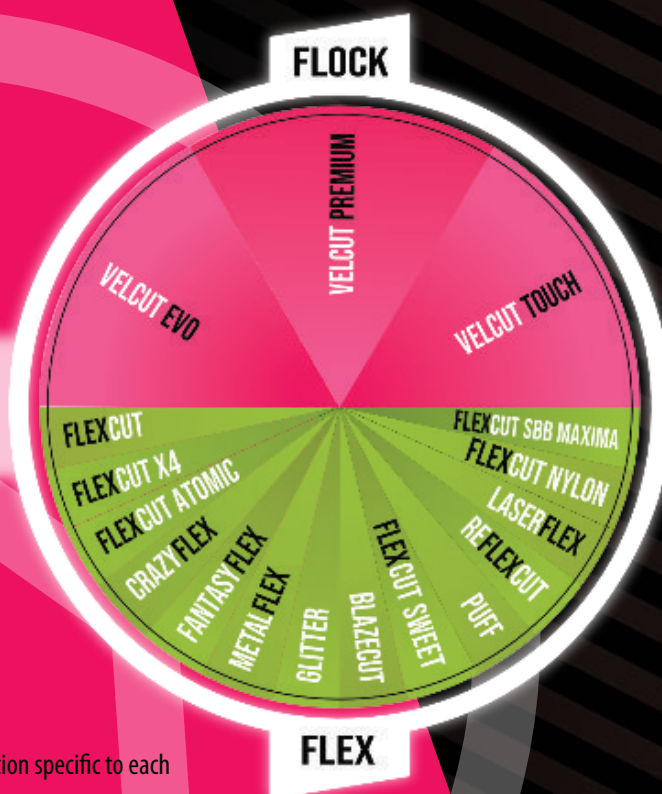 FLOCK
VELCUT EVO
VELCUT PREMIUM
VELCUT TOUCH
FLEXCUT
FLEXCUT X4
FLEXCUT ATOMIC
CRAZYFLEX
FANTASYFLEX
METALFLEX
GLITTER
BLAZECUT
FLEXCUT SWEET
PUFF
REFLEXCUT
LASERFLEX
FLEXCUT NYLON
FLEXCUT SBB MAXIMA
FLEX
specific to each